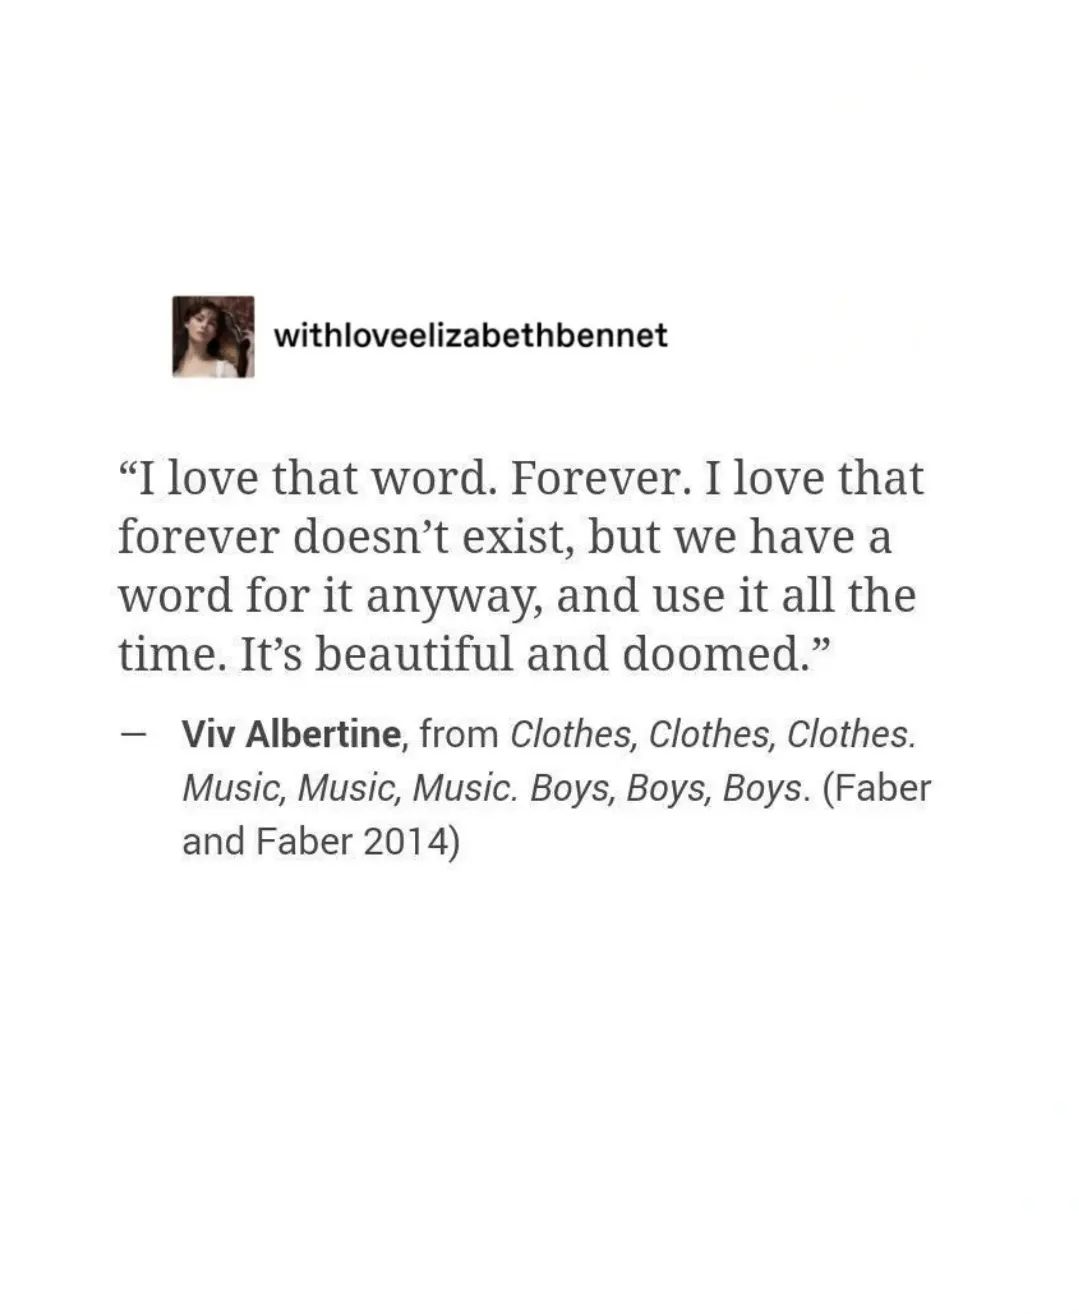 withloveelizabethbennet
“I love that word. Forever. I love that
forever doesn’t exist, but we have a
word for it anyway, and use it all the
time. It’s beautiful and doomed.”
— Viv Albertine, from Clothes, Clothes, Clothes.
Music, Music, Music. Boys, Boys, Boys. (Faber
and Faber 2014)